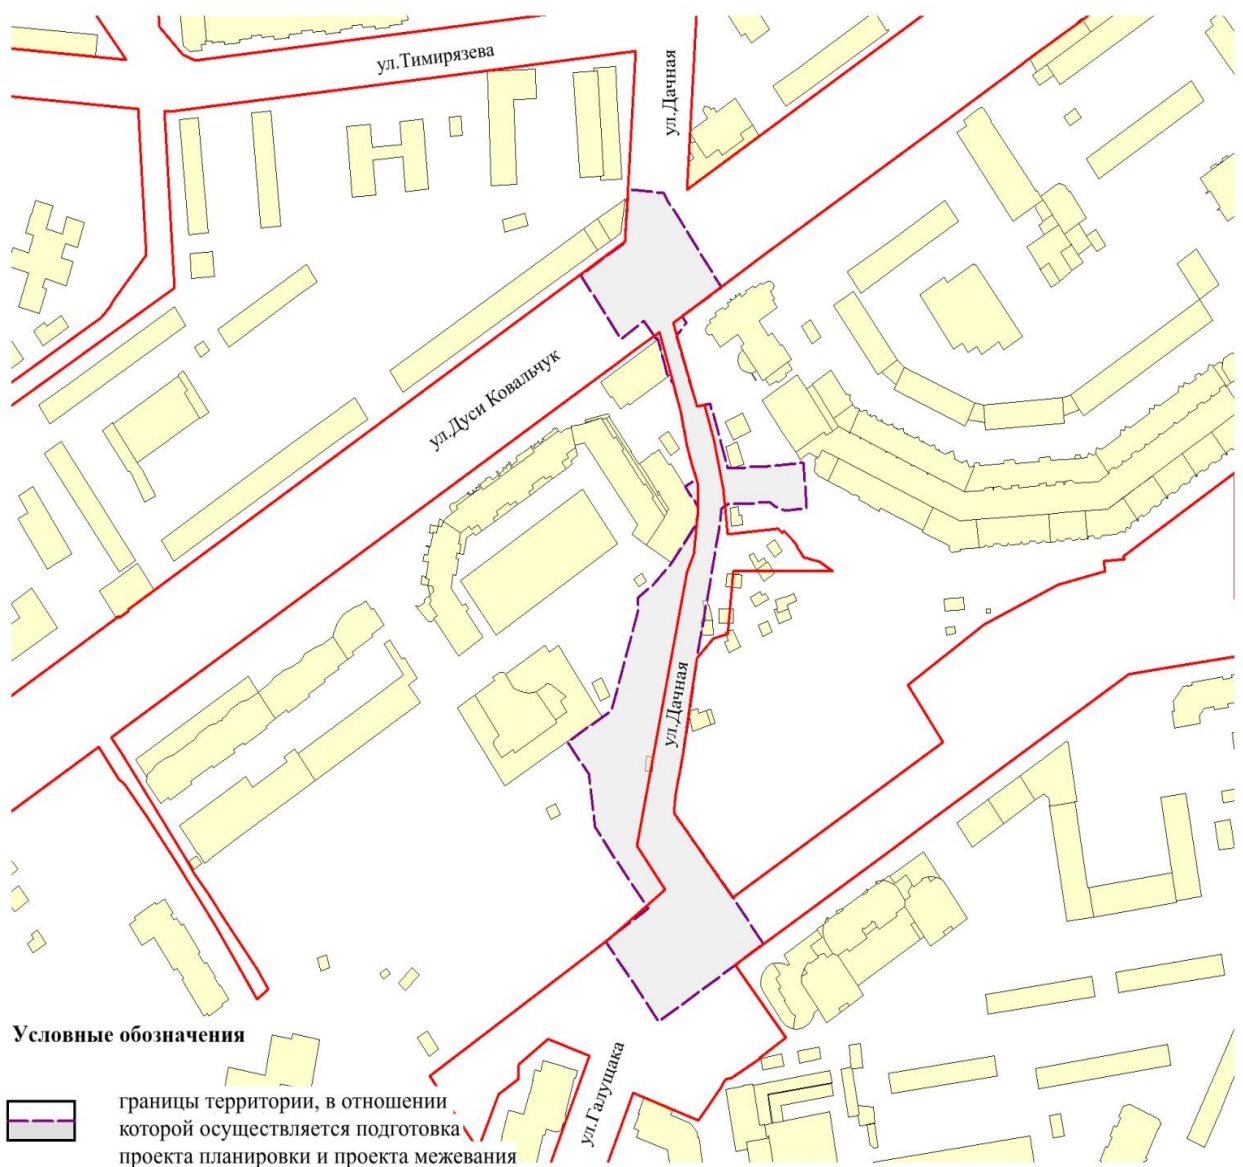 ул.Тимирязева
ул.Дачная
ул.Дуси Ковальчук
ул.Дачная
ул.Галущака
Условные обозначения
границы территории, в отношении
которой осуществляется подготовка
проекта планировки и проекта межевания